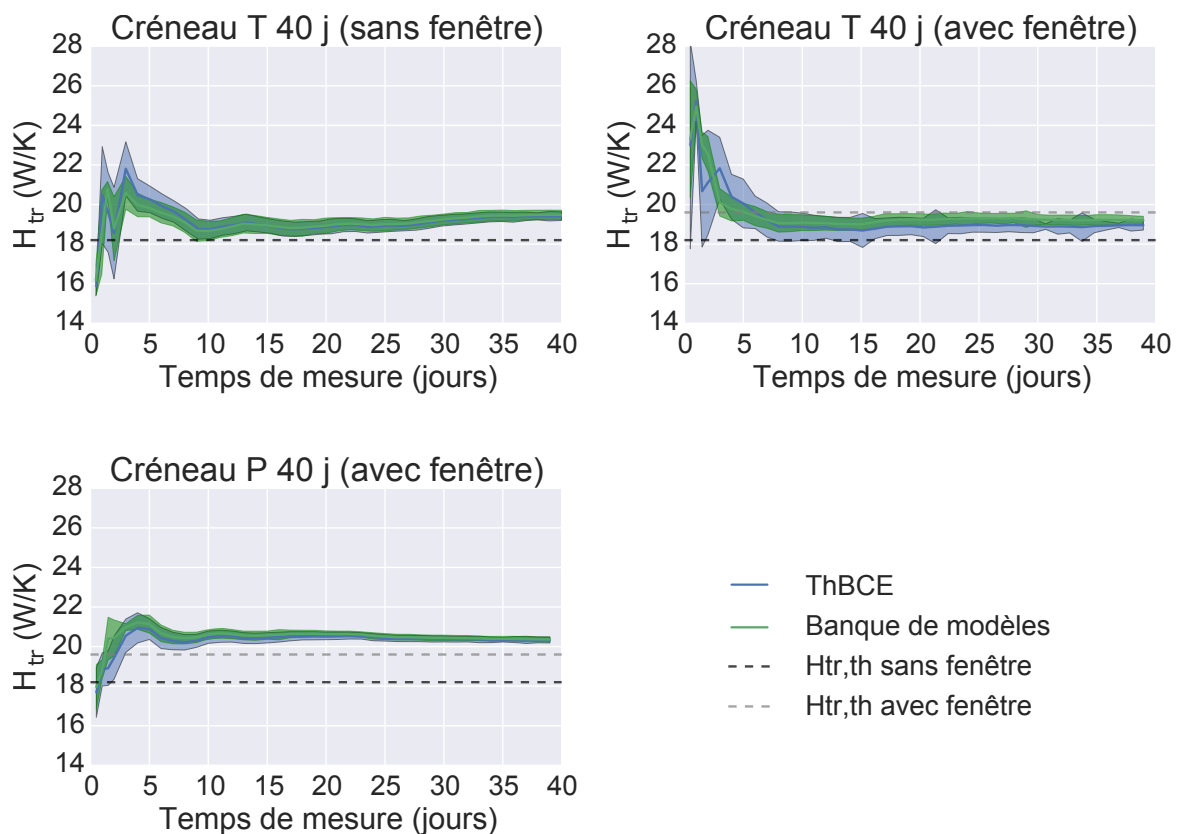 Créneau T 40 j (sans fenêtre)
28
26
24
22
20
18
16
14
H_tr (W/K)
0 5 10 15 20 25 30 35 40
Temps de mesure (jours)
Créneau T 40 j (avec fenêtre)
28
26
24
22
20
18
16
14
H_tr (W/K)
0 5 10 15 20 25 30 35 40
Temps de mesure (jours)
Créneau P 40 j (avec fenêtre)
28
26
24
22
20
18
16
14
H_tr (W/K)
0 5 10 15 20 25 30 35 40
Temps de mesure (jours)
ThBCE
Banque de modèles
Htr,th sans fenêtre
Htr,th avec fenêtre